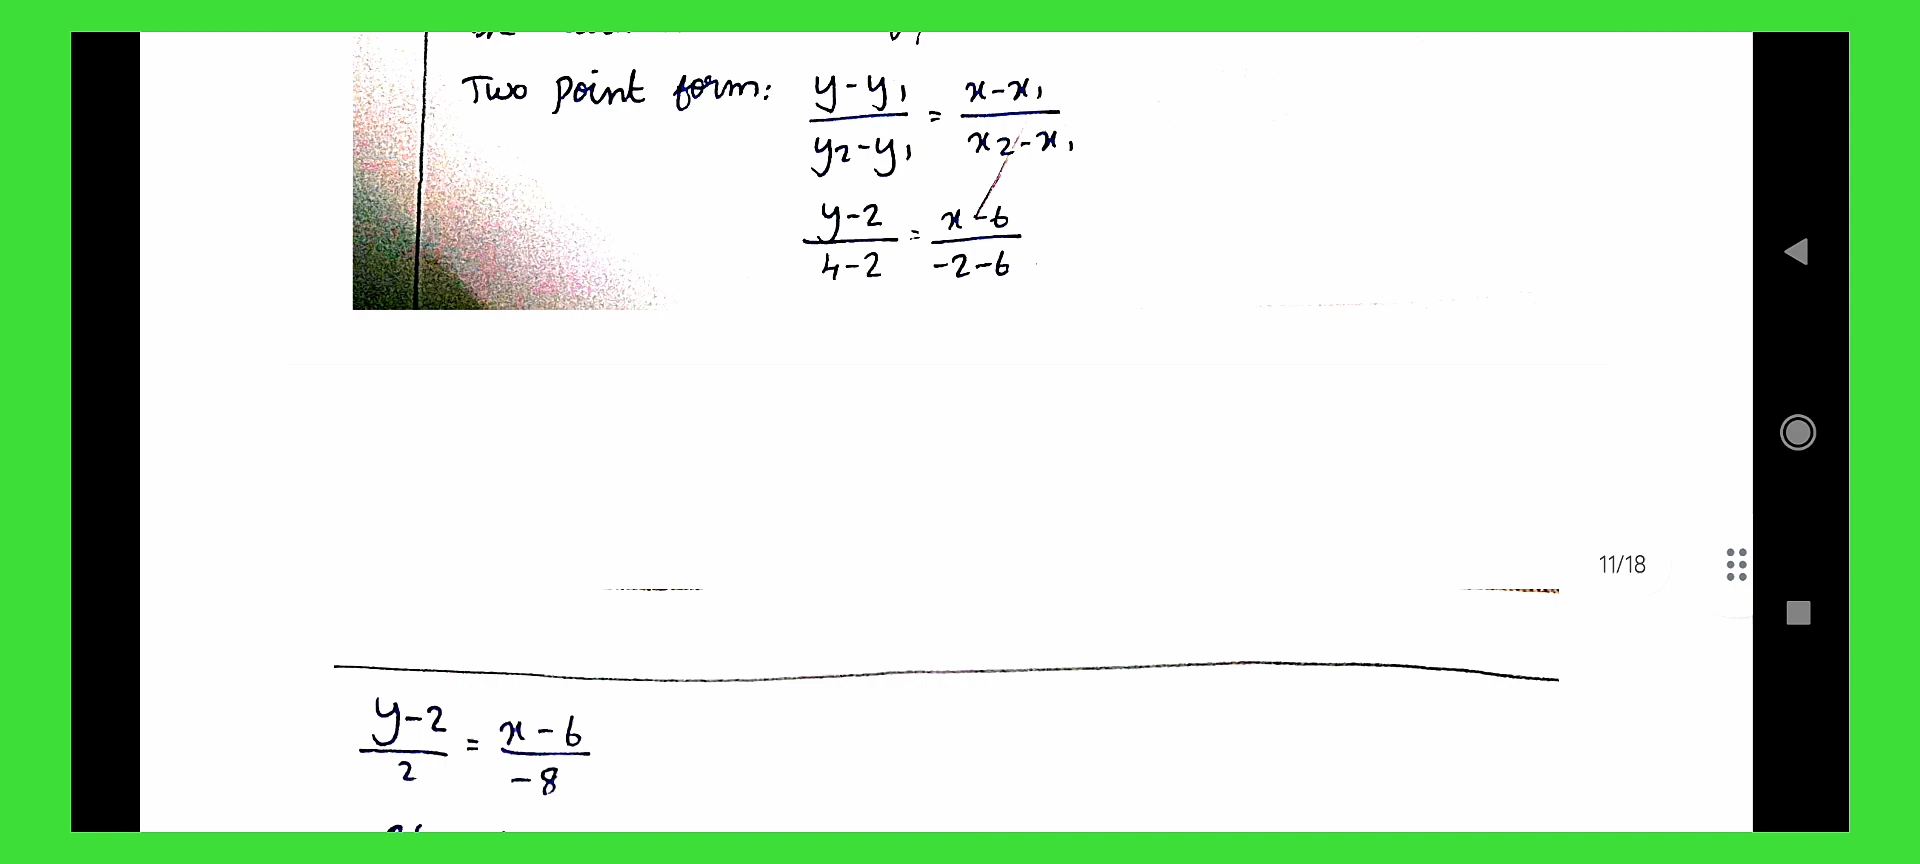 Two point form: y-y₁/y₂-y₁ = x-x₁/x₂-x₁
y-2/4-2 = x-6/-2-6
11/18
y-2/2 = x-6/-8